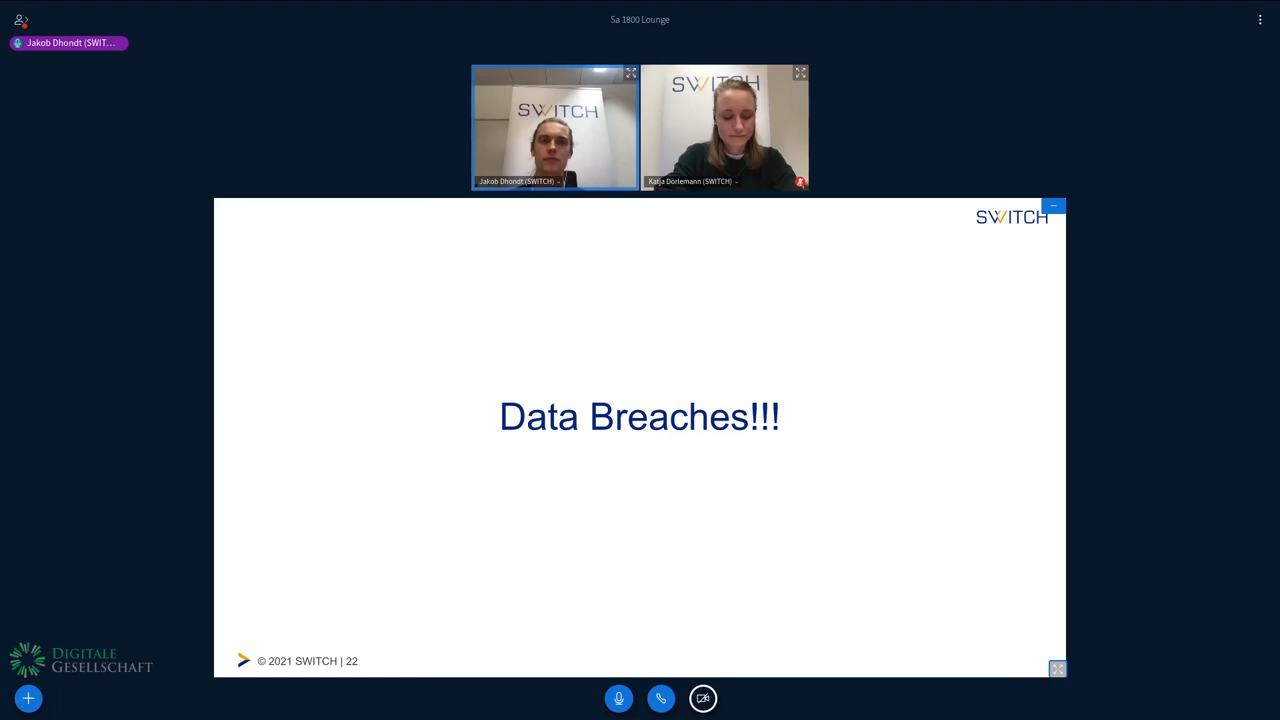 Sa 1800 Lounge
Jakob Dhondt (SWIT...
SWITCH
SWITCH
Jakob Dhondt (SWITCH)
Katja Dörlemann (SWITCH)
SWITCH
Data Breaches!!!
© 2021 SWITCH | 22
DIGITALE
GESELLSCHAFT